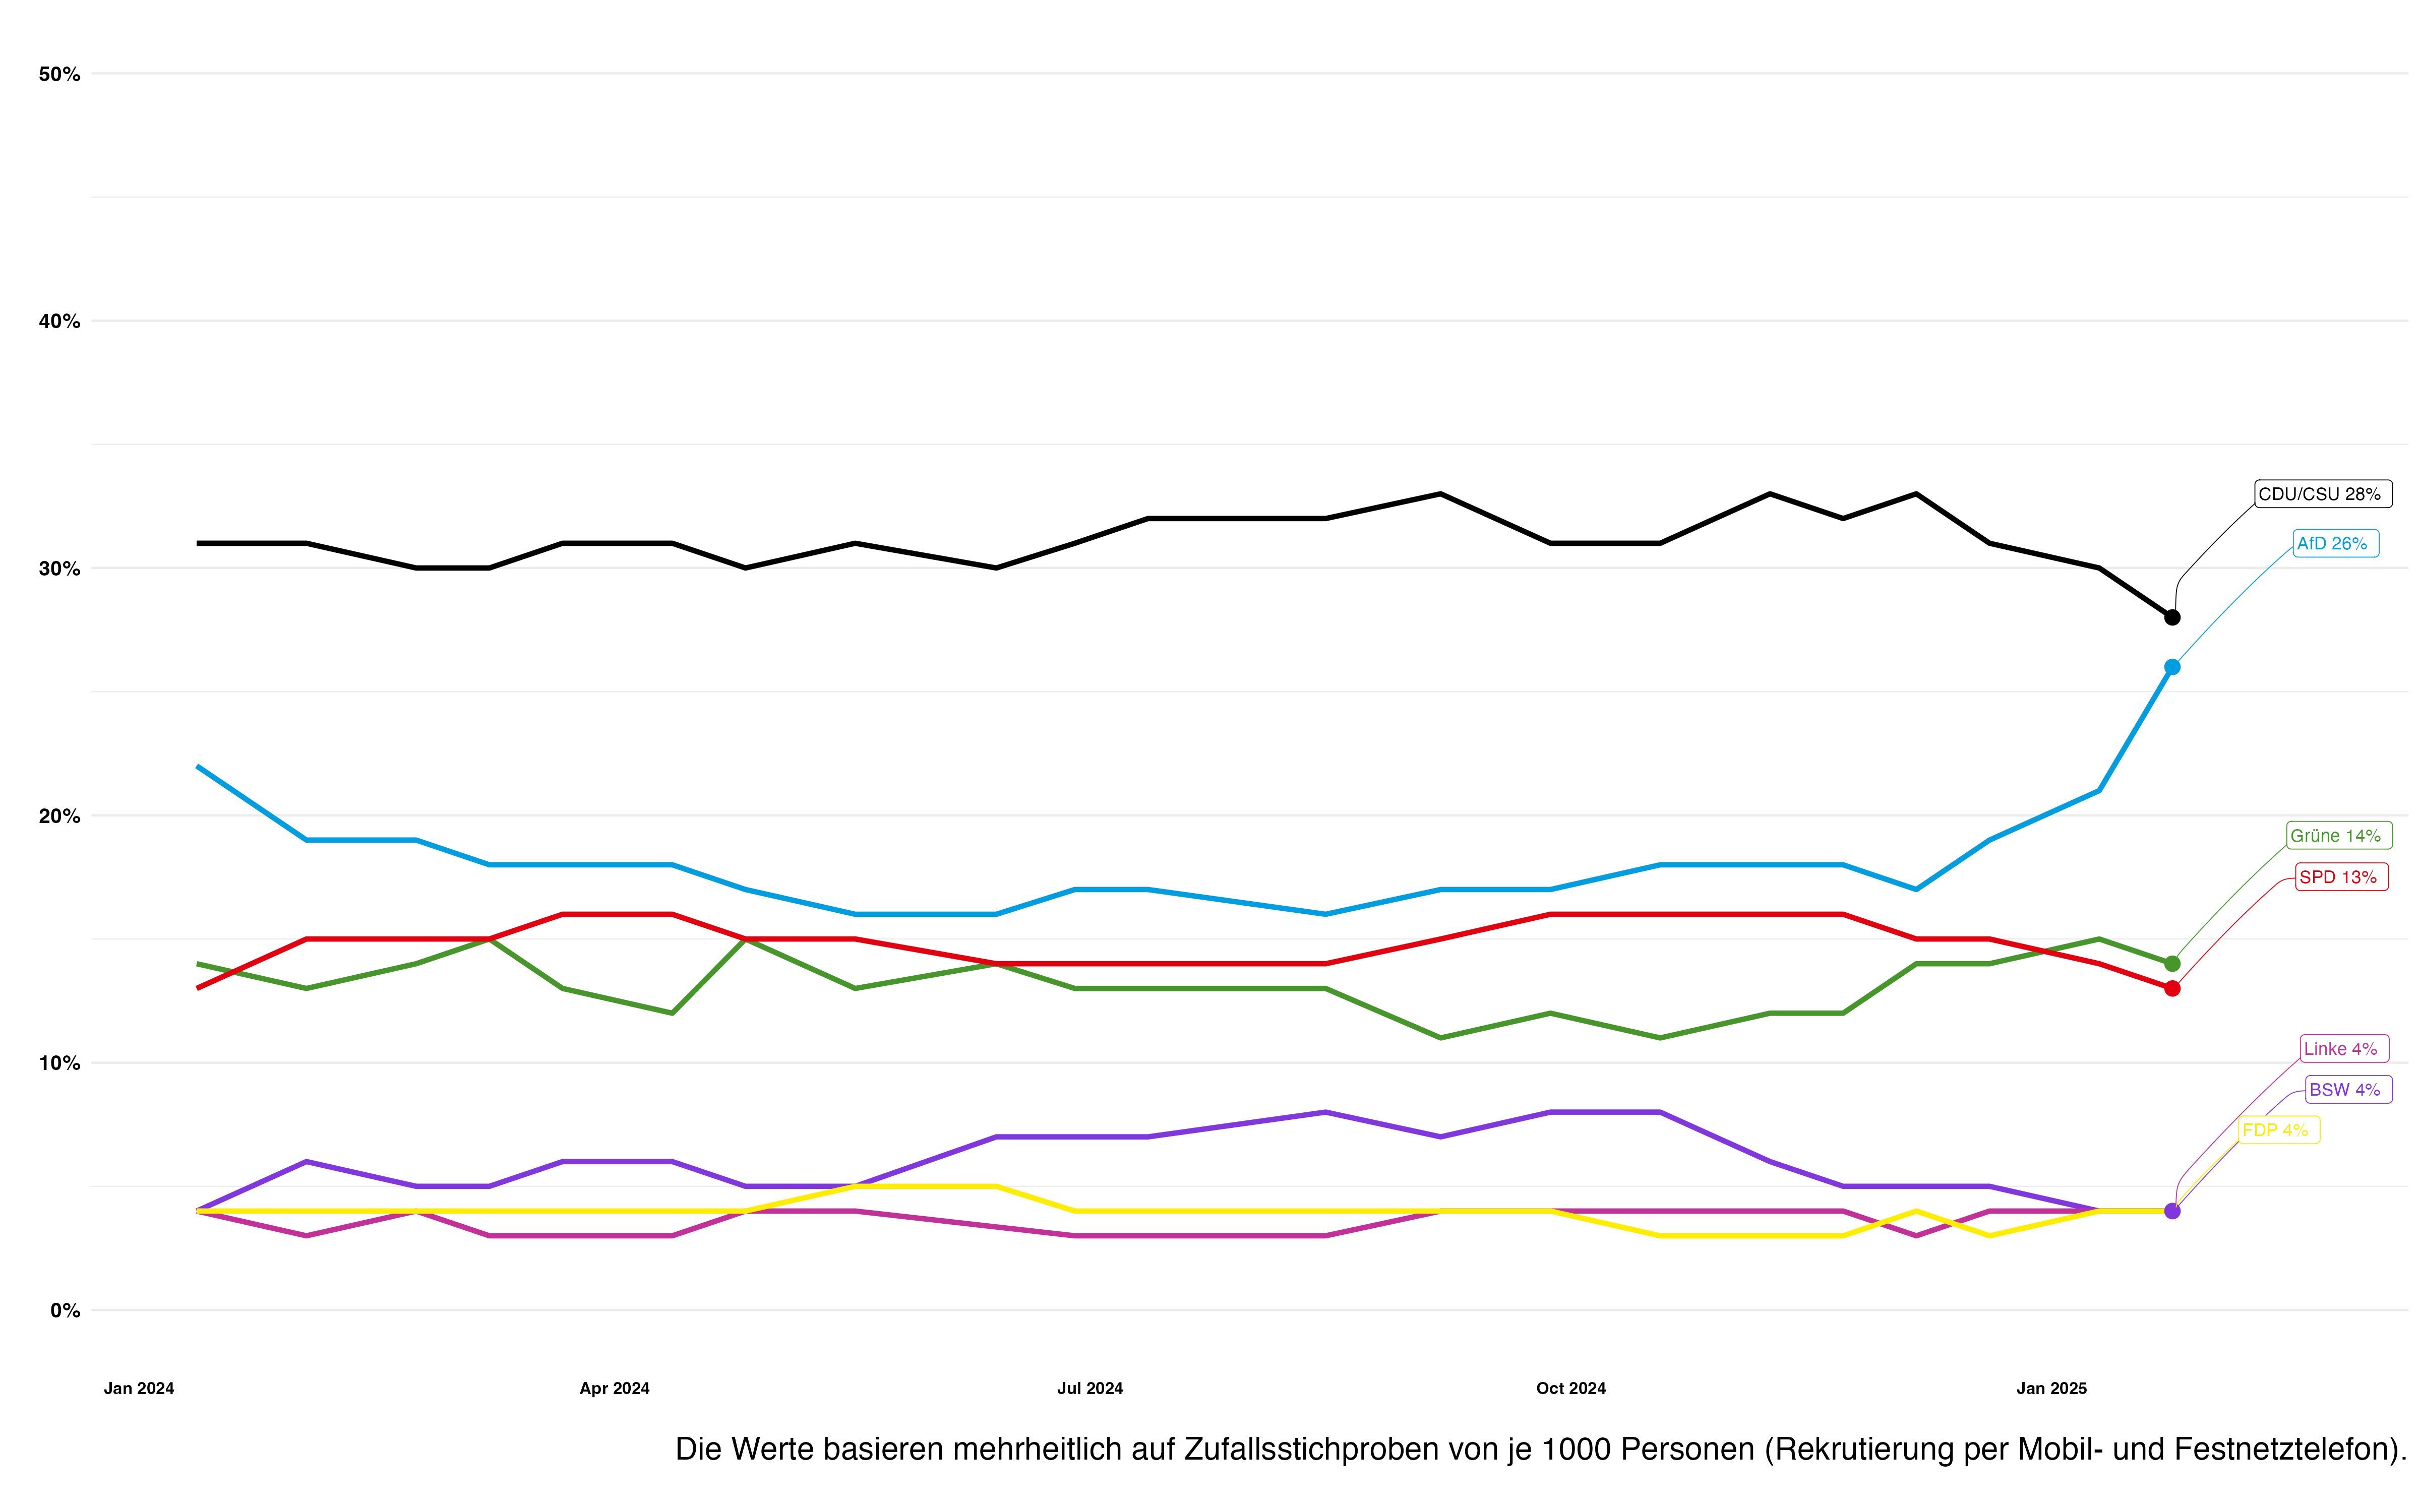 50%
40%
CDU/CSU 28%
AfD 26%
30%
20%
Grüne 14%
SPD 13%
10%
Linke 4%
BSW 4%
FDP 4%
0%
Jan 2024 Apr 2024 Jul 2024 Oct 2024 Jan 2025
Die Werte basieren mehrheitlich auf Zufallsstichproben von je 1000 Personen (Rekrutierung per Mobil- und Festnetztelefon).